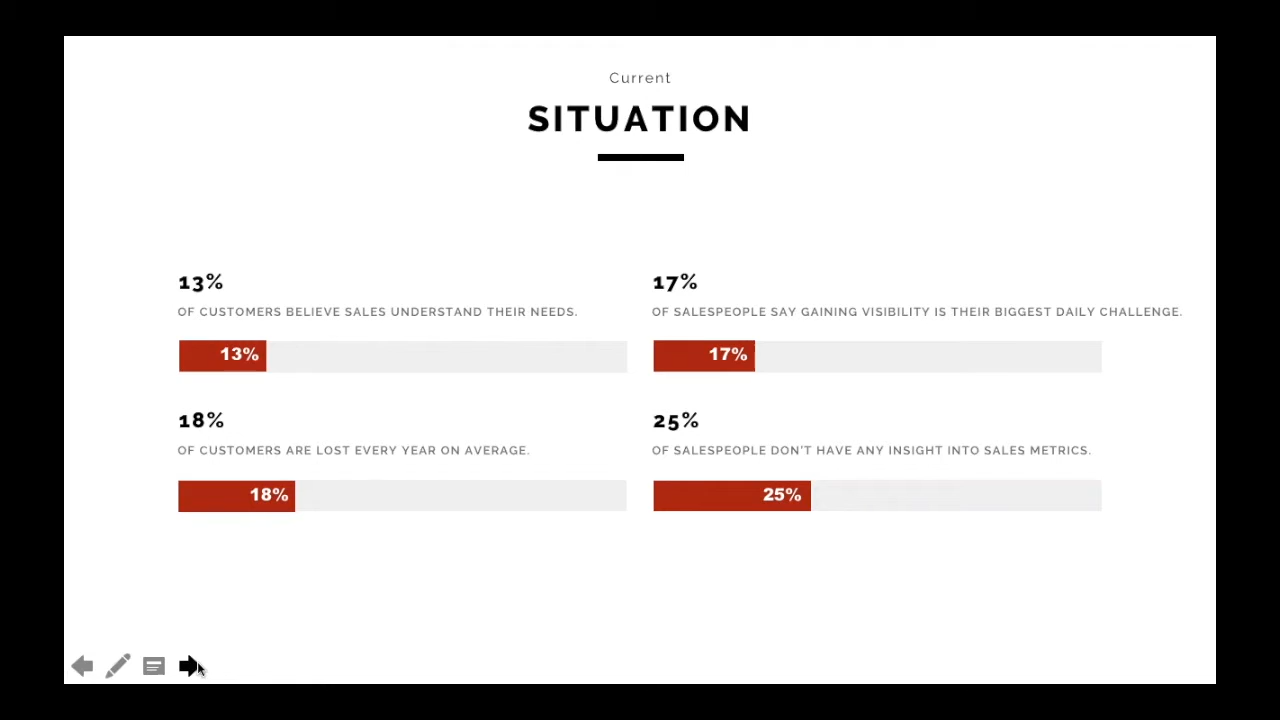 Current
SITUATION
13%
OF CUSTOMERS BELIEVE SALES UNDERSTAND THEIR NEEDS.
13%
17%
OF SALESPEOPLE SAY GAINING VISIBILITY IS THEIR BIGGEST DAILY CHALLENGE.
17%
18%
OF CUSTOMERS ARE LOST EVERY YEAR ON AVERAGE.
18%
25%
OF SALESPEOPLE DON'T HAVE ANY INSIGHT INTO SALES METRICS.
25%